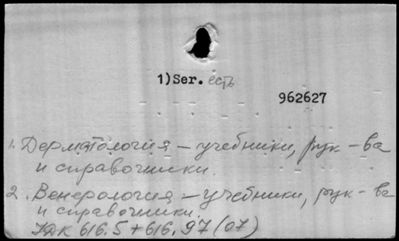 1)Ser. есть
962627
1. Дерматология — учебники, рук-ва
и справочники.
2. Венерология — учебники, рук-ва
и справочники.
УДК 616.5+616.97(07)